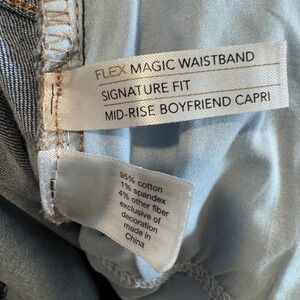 FLEX MAGIC WAISTBAND
SIGNATURE FIT
MID-RISE BOYFRIEND CAPRI
95% cotton
1% spandex
4% other fiber
exclusive of
decoration
made in
China